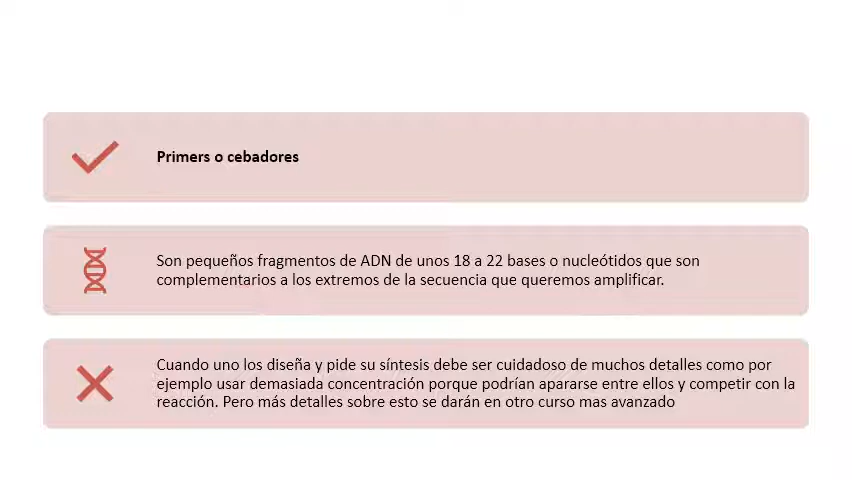 Primers o cebadores
Son pequeños fragmentos de ADN de unos 18 a 22 bases o nucleótidos que son
complementarios a los extremos de la secuencia que queremos amplificar.
Cuando uno los diseña y pide su síntesis debe ser cuidadoso de muchos detalles como por
ejemplo usar demasiada concentración porque podrían apararse entre ellos y competir con la
reacción. Pero más detalles sobre esto se darán en otro curso mas avanzado